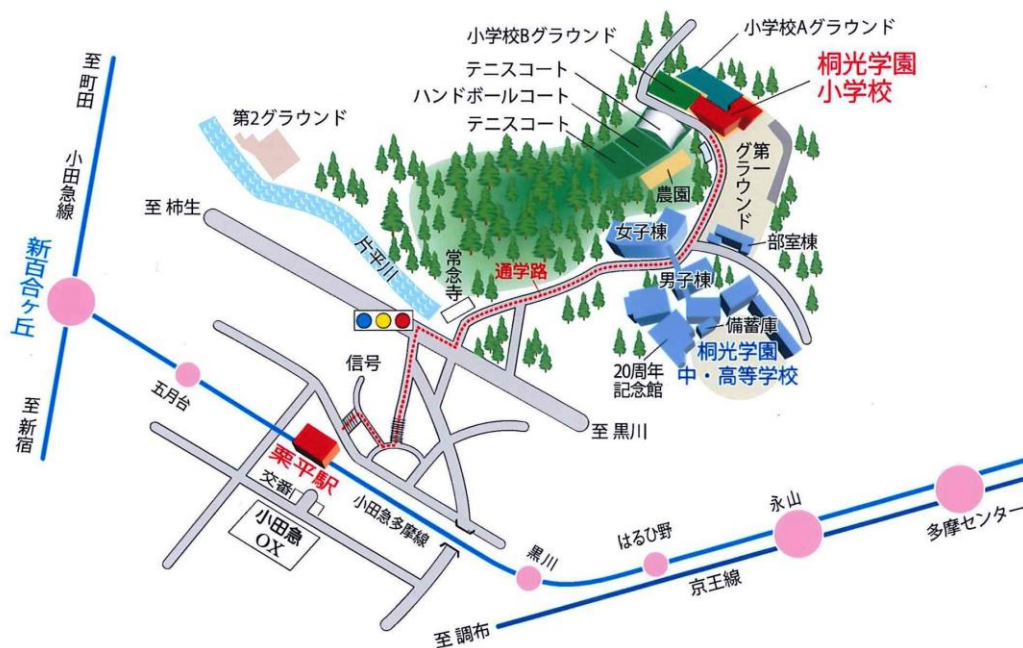 小学校Bグラウンド
小学校Aグラウンド
テニスコート
ハンドボールコート
テニスコート
桐光学園
小学校
至 町田
小田急線
新百合ヶ丘
至 新宿
第2グラウンド
至 柿生
片平川
常念寺
通学路
農園
第一
グラウンド
女子棟
部室棟
男子棟
備蓄庫
桐光学園
中・高等学校
20周年
記念館
信号
五月台
至 黒川
栗平駅
交番
小田急
OX
小田急多摩線
黒川
はるひ野
永山
多摩センター
京王線
至 調布